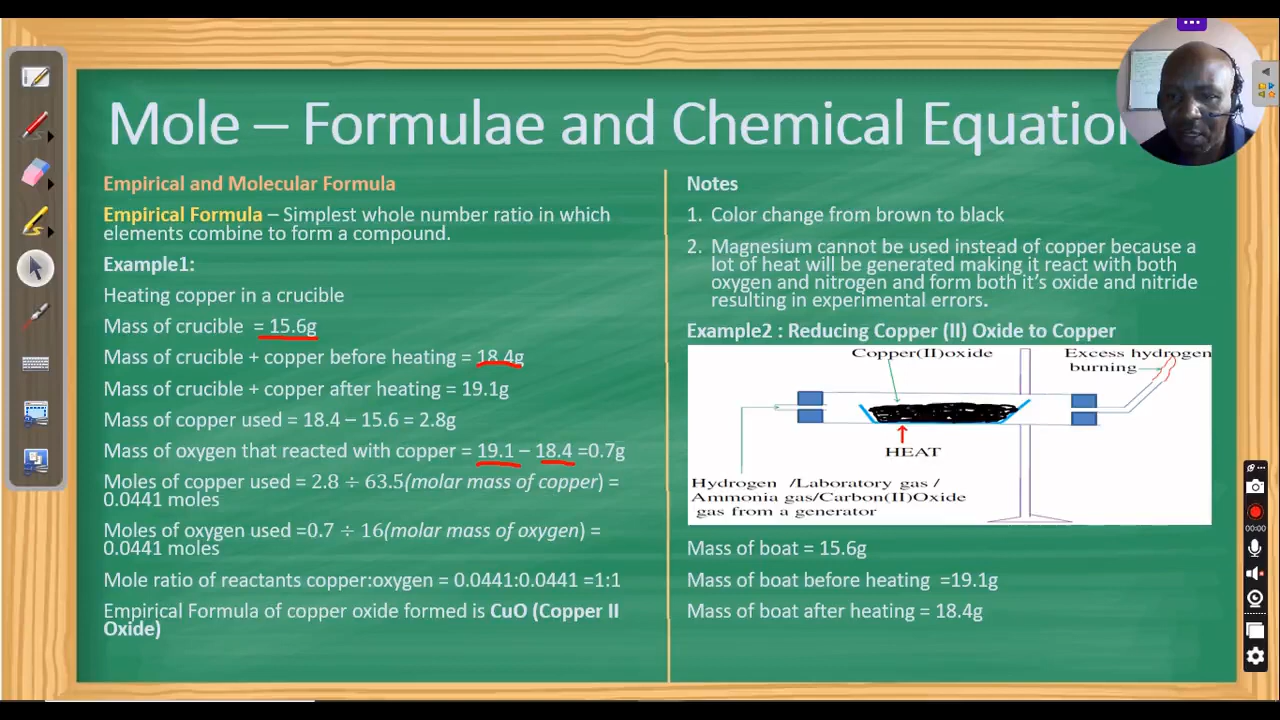 Mole – Formulae and Chemical Equation
Empirical and Molecular Formula
Empirical Formula – Simplest whole number ratio in which
elements combine to form a compound.
Example1:
Heating copper in a crucible
Mass of crucible = 15.6g
Mass of crucible + copper before heating = 18.4g
Mass of crucible + copper after heating = 19.1g
Mass of copper used = 18.4 – 15.6 = 2.8g
Mass of oxygen that reacted with copper = 19.1 – 18.4 =0.7g
Moles of copper used = 2.8 ÷ 63.5(molar mass of copper) =
0.0441 moles
Moles of oxygen used =0.7 ÷ 16(molar mass of oxygen) =
0.0441 moles
Mole ratio of reactants copper:oxygen = 0.0441:0.0441 =1:1
Empirical Formula of copper oxide formed is CuO (Copper II
Oxide)
Notes
1. Color change from brown to black
2. Magnesium cannot be used instead of copper because a
lot of heat will be generated making it react with both
oxygen and nitrogen and form both it's oxide and nitride
resulting in experimental errors.
Example2 : Reducing Copper (II) Oxide to Copper
Copper(II)oxide
Excess hydrogen
burning
HEAT
Hydrogen /Laboratory gas /
Ammonia gas/Carbon(II)Oxide
gas from a generator
Mass of boat = 15.6g
Mass of boat before heating =19.1g
Mass of boat after heating = 18.4g
00:00